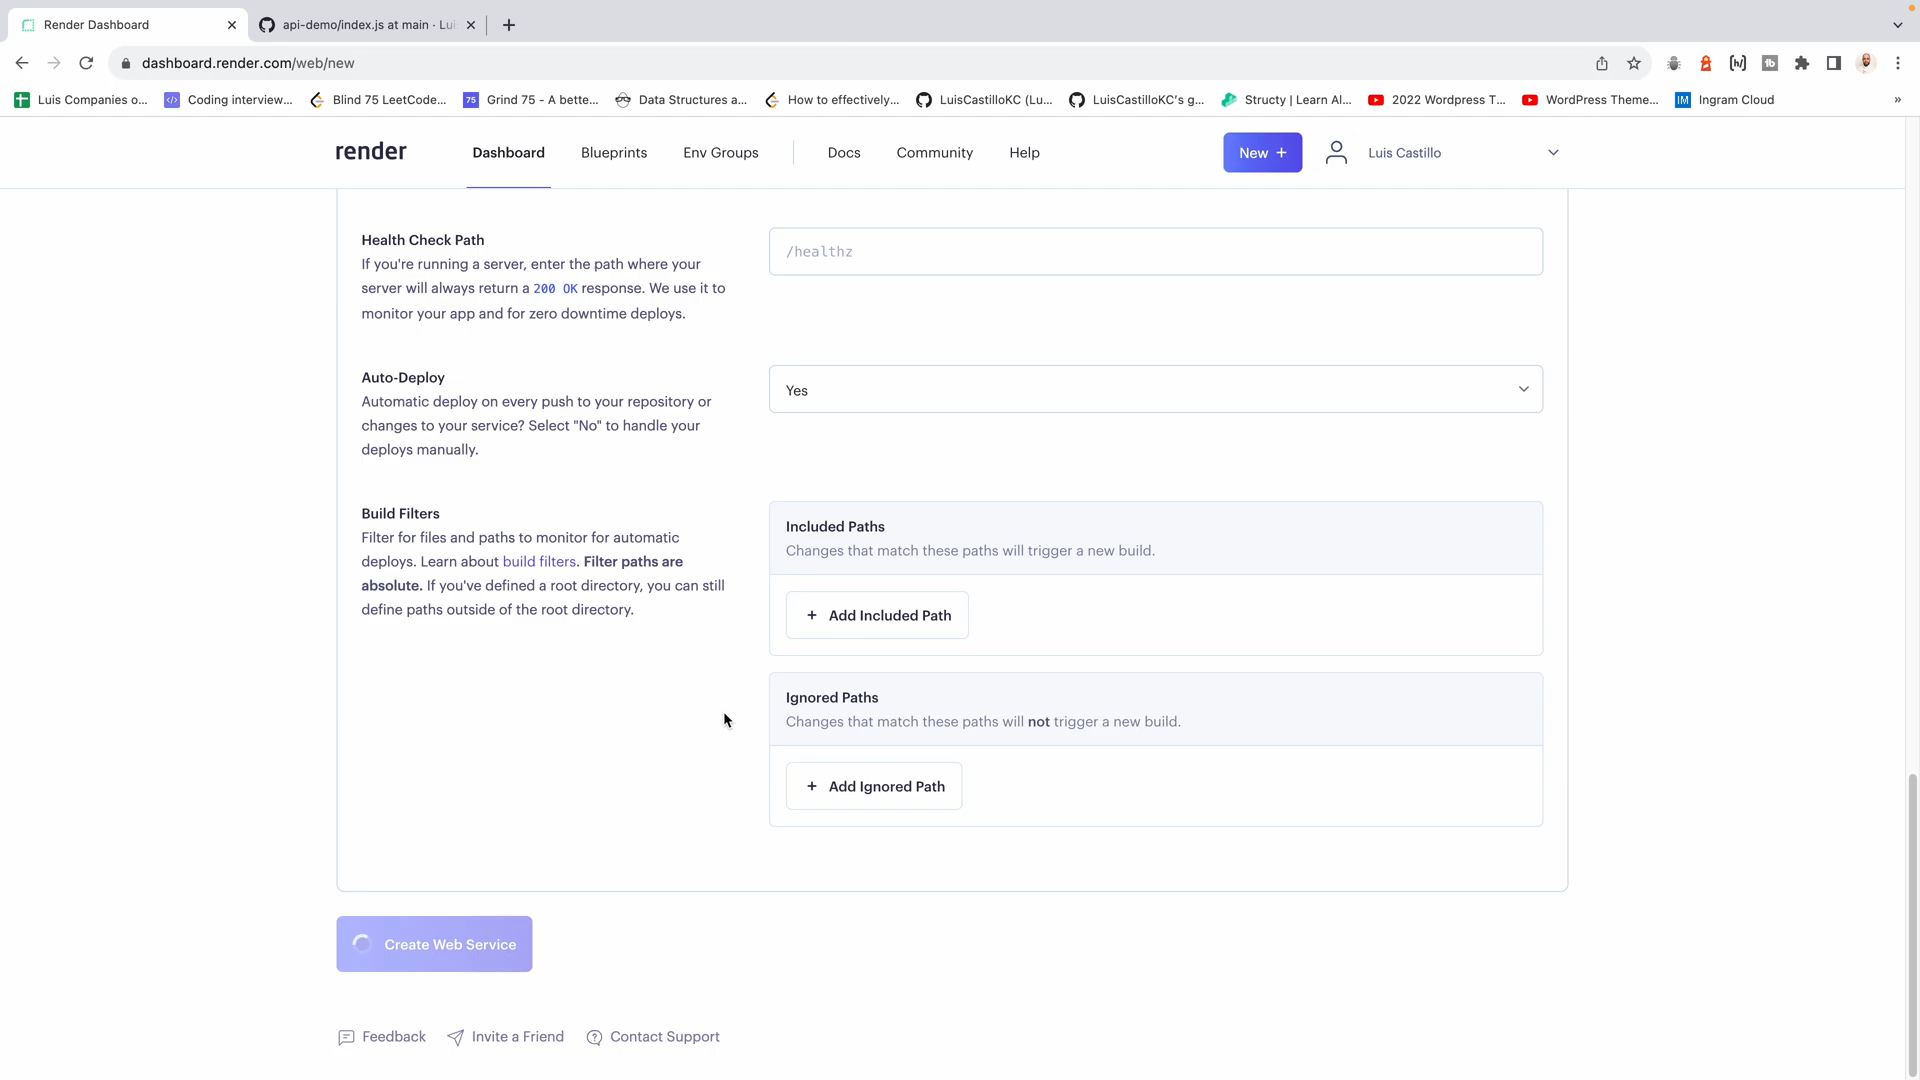 Render Dashboard
api-demo/index.js at main · Lui
dashboard.render.com/web/new
Luis Companies o...
Coding interview...
Blind 75 LeetCode...
75
Grind 75 - A bette...
Data Structures a...
How to effectively...
LuisCastilloKC (Lu...
LuisCastilloKC's g...
Structy | Learn Al...
2022 Wordpress T...
WordPress Theme...
IM
Ingram Cloud
»
render
Dashboard
Blueprints
Env Groups
Docs
Community
Help
New +
Luis Castillo
Health Check Path
If you're running a server, enter the path where your
server will always return a 200 OK response. We use it to
monitor your app and for zero downtime deploys.
/healthz
Auto-Deploy
Automatic deploy on every push to your repository or
changes to your service? Select "No" to handle your
deploys manually.
Yes
Build Filters
Filter for files and paths to monitor for automatic
deploys. Learn about build filters. Filter paths are
absolute. If you've defined a root directory, you can still
define paths outside of the root directory.
Included Paths
Changes that match these paths will trigger a new build.
+ Add Included Path
Ignored Paths
Changes that match these paths will not trigger a new build.
+ Add Ignored Path
Create Web Service
Feedback
Invite a Friend
Contact Support